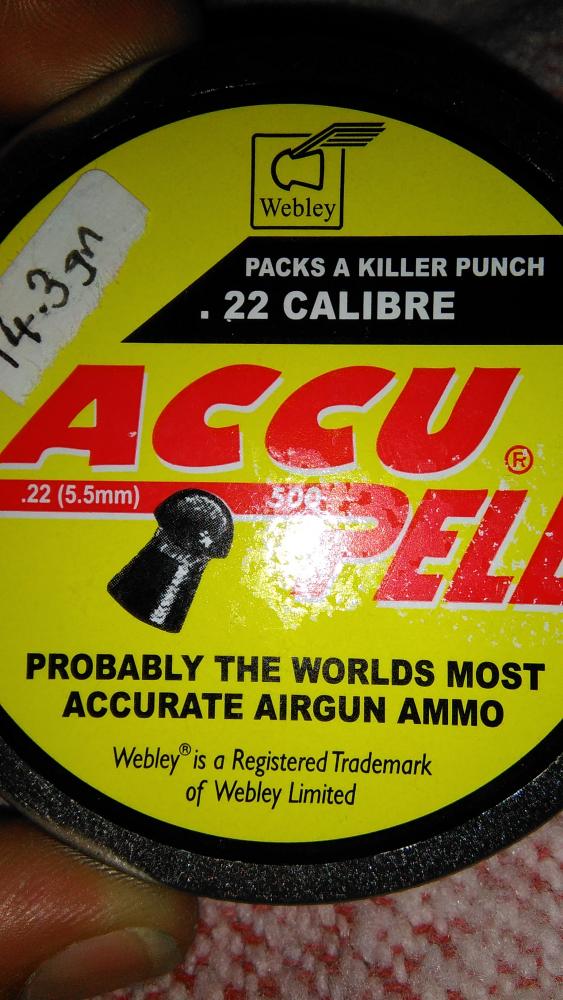 Webley
PACKS A KILLER PUNCH
. 22 CALIBRE
14.3gn
ACCU
®
.22 (5.5mm) 500
PELL
PROBABLY THE WORLDS MOST
ACCURATE AIRGUN AMMO
Webley® is a Registered Trademark
of Webley Limited